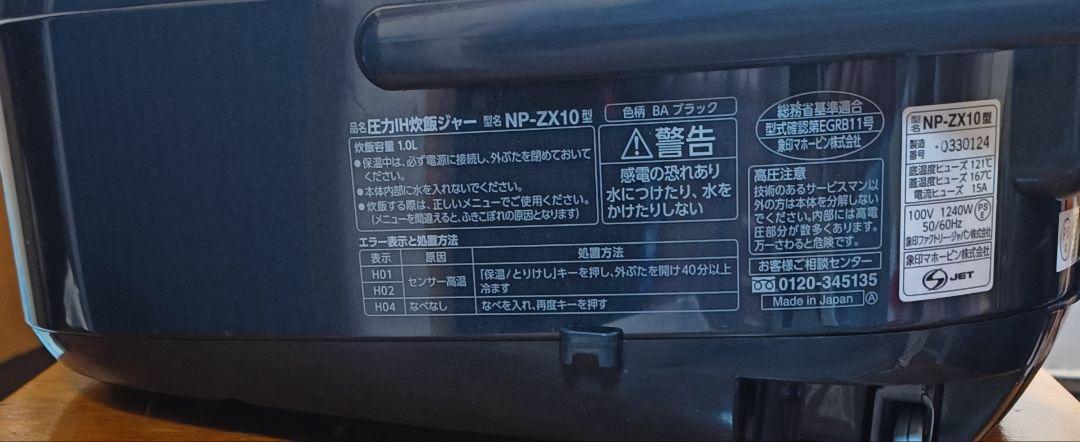 品名 圧力IH炊飯ジャー 型名 NP-ZX10型
炊飯容量 1.0L
●保温中は、必ず電源に接続し、外ぶたを閉めておいて
ください。
●本体内部に水を入れないでください。
●炊飯する際は、正しいメニューでご使用ください。
(メニューを間違えると、ふきこぼれの原因となります)
エラー表示と処置方法
表示 原因 処置方法
H01
H02
センサー高温
「保温/とりけし」キーを押し、外ぶたを開け40分以上
冷ます
H04 なべなし なべを入れ、再度キーを押す
色柄 BA ブラック
警告
感電の恐れあり
水につけたり、水を
かけたりしない
総務省基準適合
型式確認第EGRB11号
象印マホービン株式会社
高圧注意
技術のあるサービスマン以
外の方は本体を分解しない
でください。内部には高電
圧部分が数多くあります。
万一さわると危険です。
お客様ご相談センター
0120-345135
Made in Japan Ⓐ
型名 NP-ZX10型
製造番号 ・0330124
底温度ヒューズ 121℃
蓋温度ヒューズ 167℃
電流ヒューズ 15A
100V 1240W
50/60Hz
PSE
象印ファクトリー・ジャパン株式会社
象印マホービン株式会社
JET